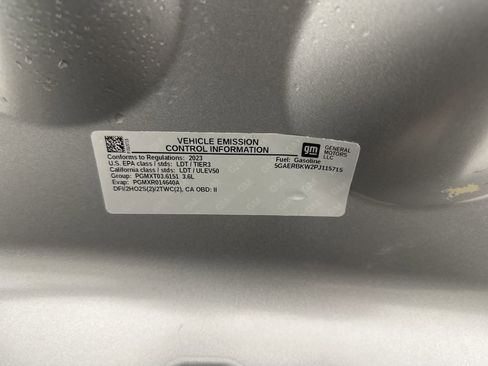 VEHICLE EMISSION
CONTROL INFORMATION
Conforms to Regulations: 2023
U.S. EPA class / stds: LDT / TIER3
California class / stds: LDT / ULEV50
Group: PGMXT03.6151 3.6L
Evap: PGMXR014640A
DFI/2HO2S(2)/2TWC(2), CA OBD: II
gm
GENERAL
MOTORS
LLC
Fuel: Gasoline
5GAERBKW2PJ115715